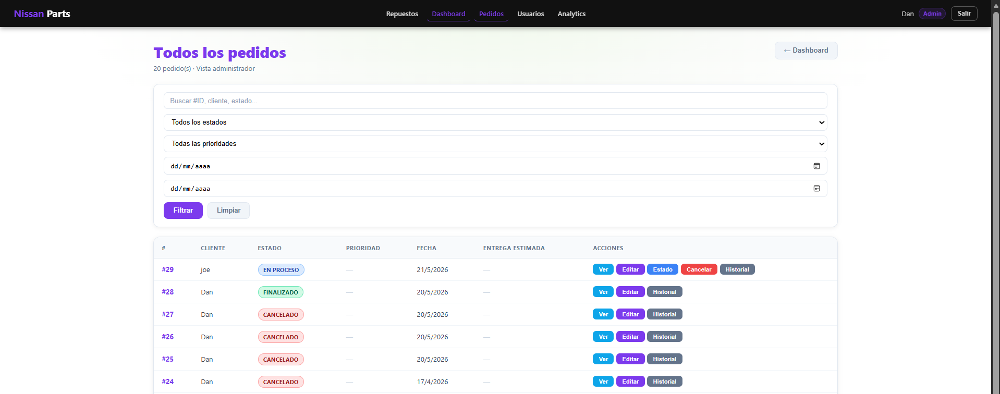 Nissan Parts Repuestos Dashboard Pedidos Usuarios Analytics Dan Admin Salir
Todos los pedidos
← Dashboard
20 pedido(s) · Vista administrador
Buscar #ID, cliente, estado...
Todos los estados
Todas las prioridades
dd/mm/aaaa
dd/mm/aaaa
Filtrar Limpiar
# CLIENTE ESTADO PRIORIDAD FECHA ENTREGA ESTIMADA ACCIONES
#29 joe EN PROCESO — 21/5/2026 — Ver Editar Estado Cancelar Historial
#28 Dan FINALIZADO — 20/5/2026 — Ver Editar Historial
#27 Dan CANCELADO — 20/5/2026 — Ver Editar Historial
#26 Dan CANCELADO — 20/5/2026 — Ver Editar Historial
#25 Dan CANCELADO — 20/5/2026 — Ver Editar Historial
#24 Dan CANCELADO — 17/4/2026 — Ver Editar Historial